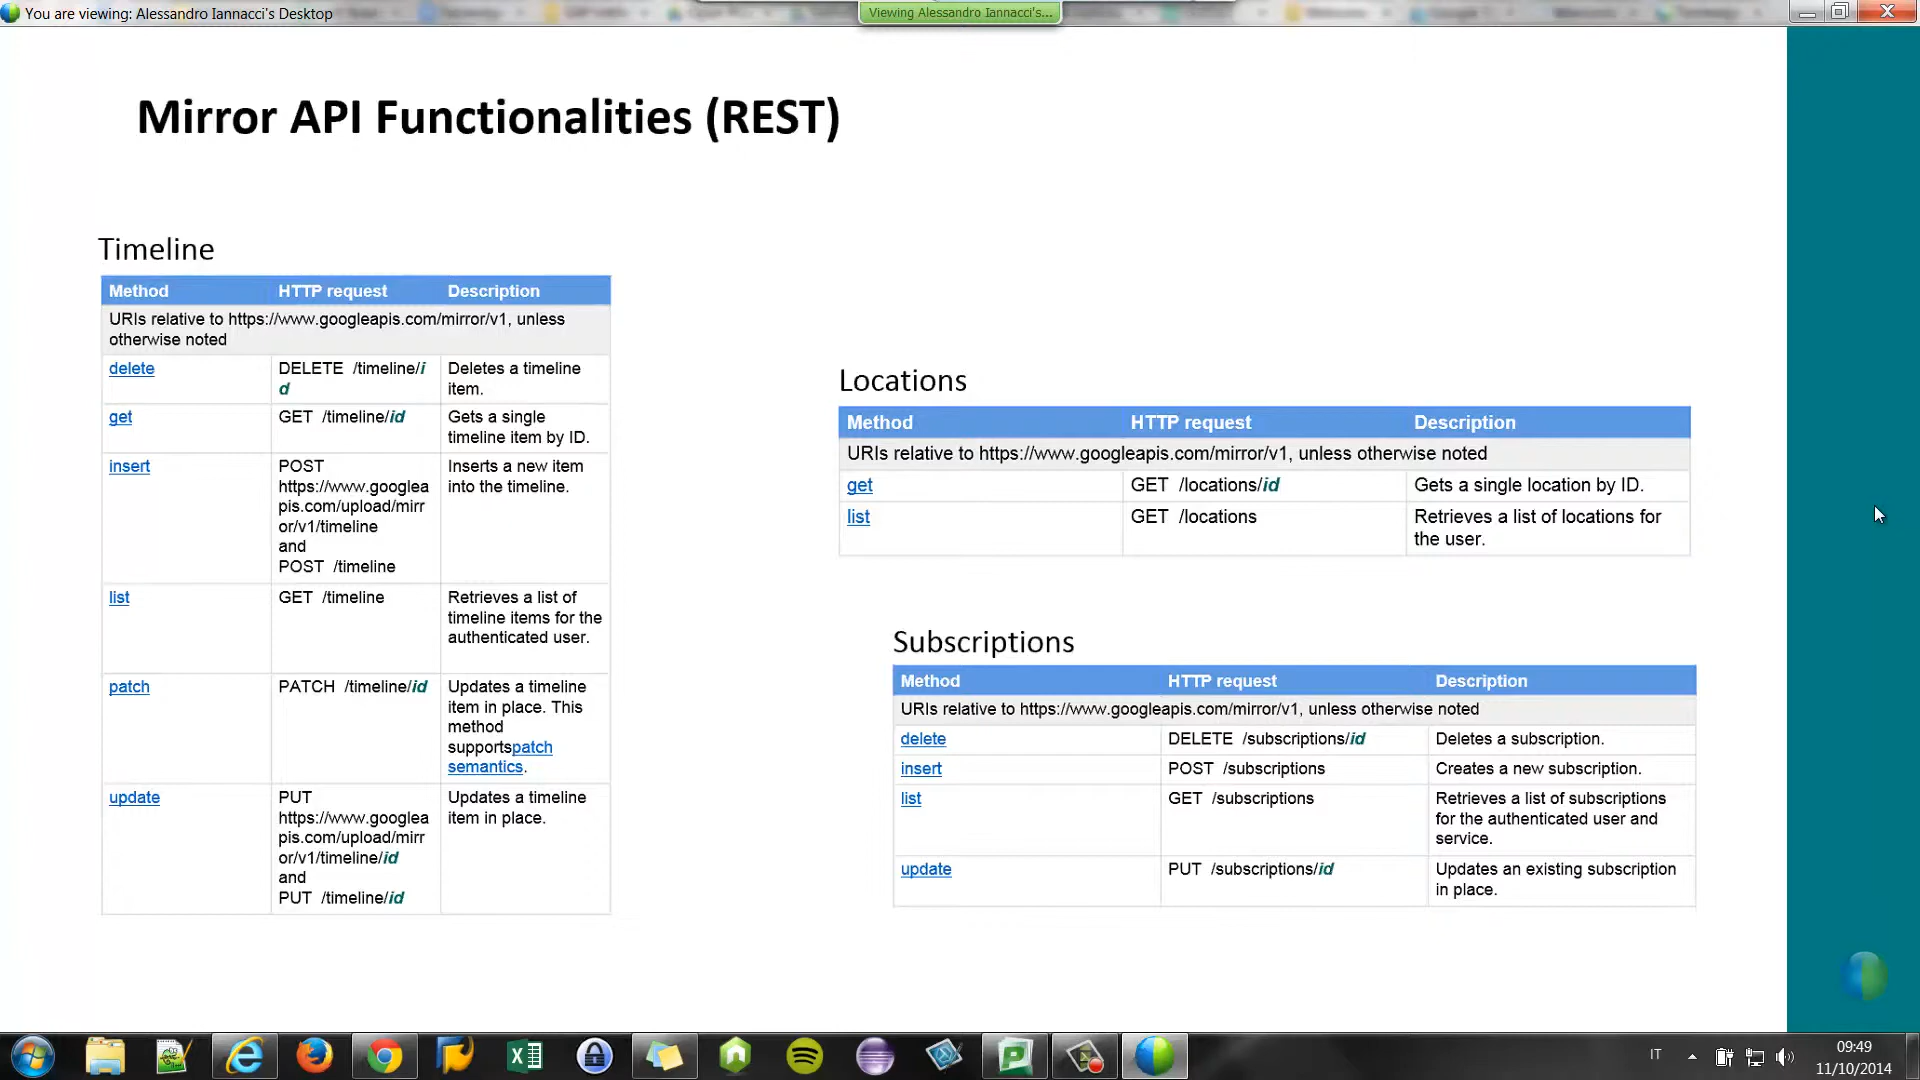 You are viewing: Alessandro Iannacci's Desktop
Viewing Alessandro Iannacci's...
Mirror API Functionalities (REST)
Timeline
Method HTTP request Description
URIs relative to https://www.googleapis.com/mirror/v1, unless
otherwise noted
delete DELETE /timeline/i Deletes a timeline
d item.
get GET /timeline/id Gets a single
timeline item by ID.
insert POST Inserts a new item
https://www.googlea into the timeline.
pis.com/upload/mirr
or/v1/timeline
and
POST /timeline
list GET /timeline Retrieves a list of
timeline items for the
authenticated user.
patch PATCH /timeline/id Updates a timeline
item in place. This
method
supportspatch
semantics.
update PUT Updates a timeline
https://www.googlea item in place.
pis.com/upload/mirr
or/v1/timeline/id
and
PUT /timeline/id
Locations
Method HTTP request Description
URIs relative to https://www.googleapis.com/mirror/v1, unless otherwise noted
get GET /locations/id Gets a single location by ID.
list GET /locations Retrieves a list of locations for
the user.
Subscriptions
Method HTTP request Description
URIs relative to https://www.googleapis.com/mirror/v1, unless otherwise noted
delete DELETE /subscriptions/id Deletes a subscription.
insert POST /subscriptions Creates a new subscription.
list GET /subscriptions Retrieves a list of subscriptions
for the authenticated user and
service.
update PUT /subscriptions/id Updates an existing subscription
in place.
IT
09:49
11/10/2014